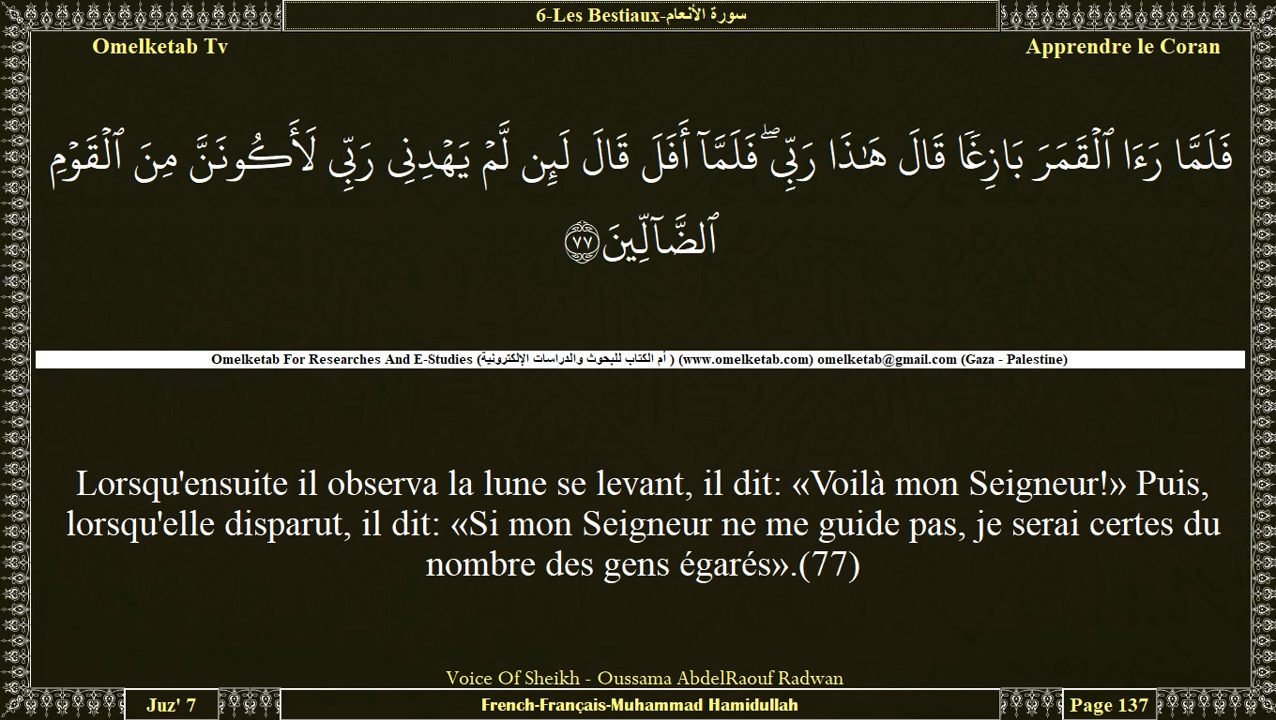 6-Les Bestiaux-سورة الأنعام
Omelketab Tv
Apprendre le Coran
فَلَمَّا رَءَا ٱلْقَمَرَ بَازِغًا قَالَ هَـٰذَا رَبِّى ۖ فَلَمَّآ أَفَلَ قَالَ لَئِن لَّمْ يَهْدِنِى رَبِّى لَأَكُونَنَّ مِنَ ٱلْقَوْمِ
ٱلضَّآلِّينَ ٧٧
Omelketab For Researches And E-Studies (أم الكتاب للبحوث والدراسات الإلكترونية ) (www.omelketab.com) omelketab@gmail.com (Gaza - Palestine)
Lorsqu'ensuite il observa la lune se levant, il dit: «Voilà mon Seigneur!» Puis,
lorsqu'elle disparut, il dit: «Si mon Seigneur ne me guide pas, je serai certes du
nombre des gens égarés».(77)
Voice Of Sheikh - Oussama AbdelRaouf Radwan
Juz' 7
French-Français-Muhammad Hamidullah
Page 137